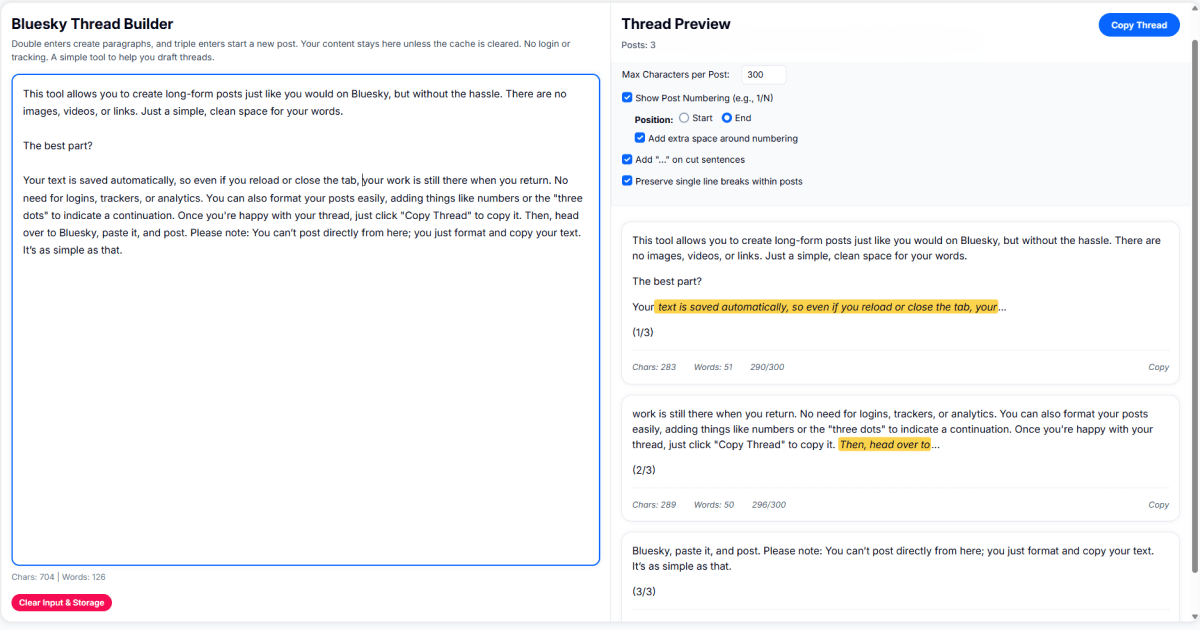 Bluesky Thread Builder
Double enters create paragraphs, and triple enters start a new post. Your content stays here unless the cache is cleared. No login or
tracking. A simple tool to help you draft threads.
This tool allows you to create long-form posts just like you would on Bluesky, but without the hassle. There are no
images, videos, or links. Just a simple, clean space for your words.
The best part?
Your text is saved automatically, so even if you reload or close the tab, your work is still there when you return. No
need for logins, trackers, or analytics. You can also format your posts easily, adding things like numbers or the "three
dots" to indicate a continuation. Once you're happy with your thread, just click "Copy Thread" to copy it. Then, head
over to Bluesky, paste it, and post. Please note: You can’t post directly from here; you just format and copy your text.
It’s as simple as that.
Chars: 704 | Words: 126
Clear Input & Storage
Thread Preview
Copy Thread
Posts: 3
Max Characters per Post: 300
Show Post Numbering (e.g., 1/N)
Position: Start End
Add extra space around numbering
Add "..." on cut sentences
Preserve single line breaks within posts
This tool allows you to create long-form posts just like you would on Bluesky, but without the hassle. There are
no images, videos, or links. Just a simple, clean space for your words.
The best part?
Your text is saved automatically, so even if you reload or close the tab, your...
(1/3)
Chars: 283 Words: 51 290/300 Copy
work is still there when you return. No need for logins, trackers, or analytics. You can also format your posts
easily, adding things like numbers or the "three dots" to indicate a continuation. Once you're happy with your
thread, just click "Copy Thread" to copy it. Then, head over to...
(2/3)
Chars: 289 Words: 50 296/300 Copy
Bluesky, paste it, and post. Please note: You can’t post directly from here; you just format and copy your text.
It’s as simple as that.
(3/3)